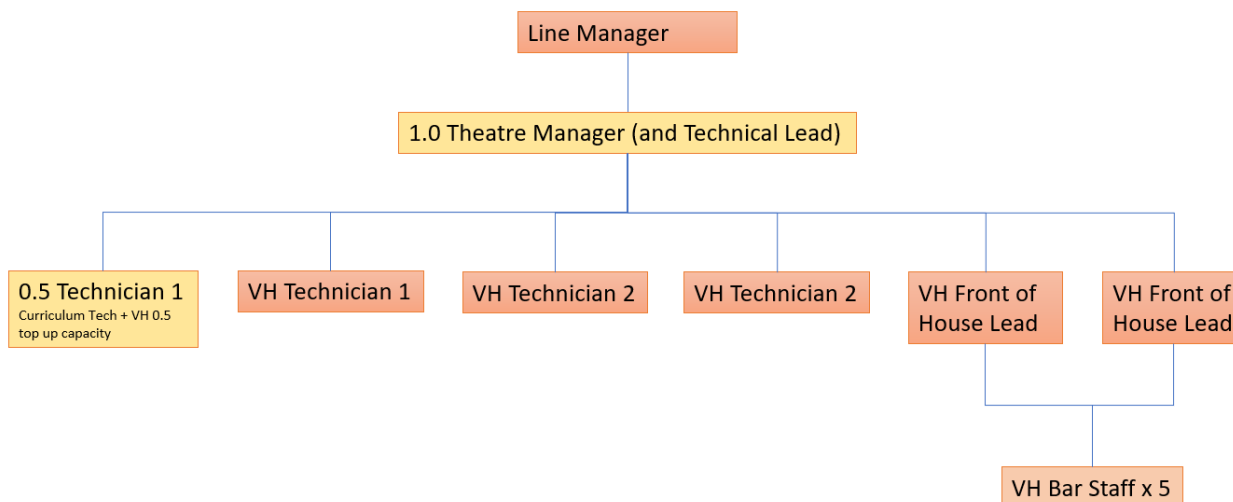 Line Manager
1.0 Theatre Manager (and Technical Lead)
0.5 Technician 1
Curriculum Tech + VH 0.5
top up capacity
VH Technician 1
VH Technician 2
VH Technician 2
VH Front of
House Lead
VH Front of
House Lead
VH Bar Staff x 5